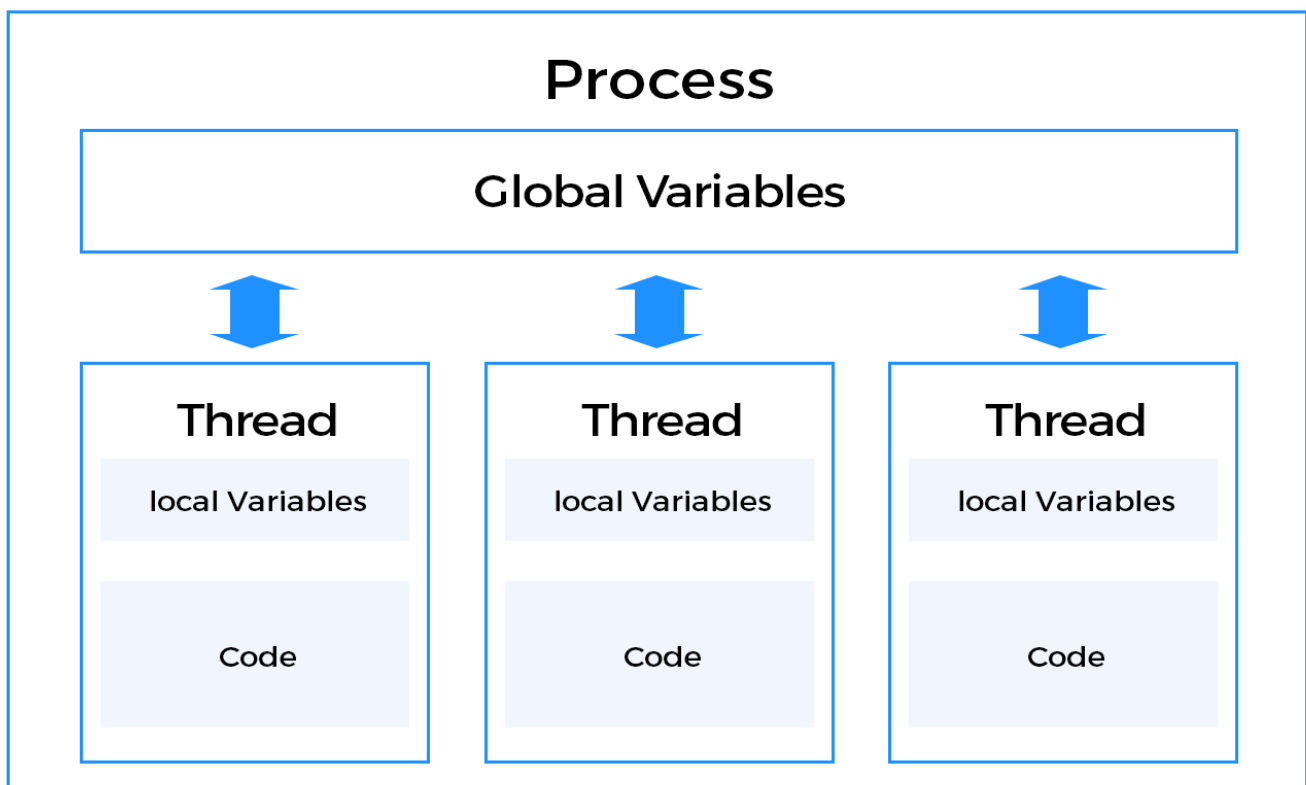 Process
Global Variables
Thread
Thread
Thread
local Variables
local Variables
local Variables
Code
Code
Code